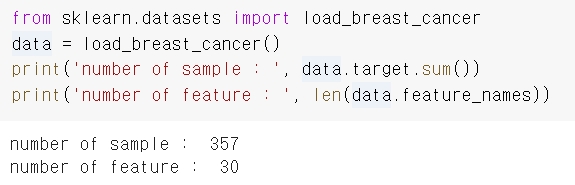 from sklearn.datasets import load_breast_cancer
data = load_breast_cancer()
print('number of sample : ', data.target.sum())
print('number of feature : ', len(data.feature_names))
number of sample :  357
number of feature :  30